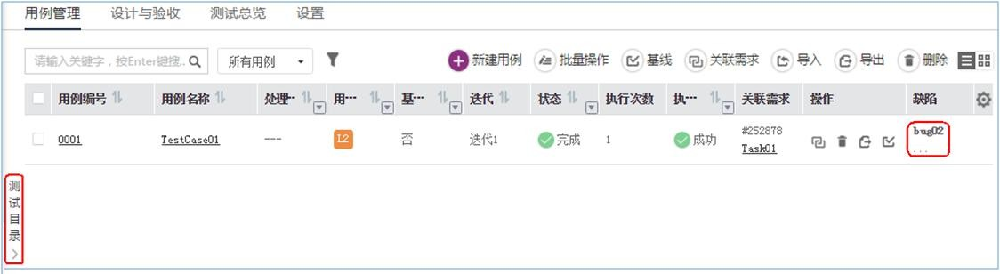 用例管理 设计与验收 测试总览 设置
请输入关键字，按Enter键搜.. 所有用例 新建用例 批量操作 基线 关联需求 导入 导出 删除
用例编号 用例名称 处理… 用… 基… 迭代 状态 执行次数 执… 关联需求 操作 缺陷
0001 TestCase01 --- L2 否 迭代1 完成 1 成功 #252878 bug02
Task01 ...
测
试
目
录